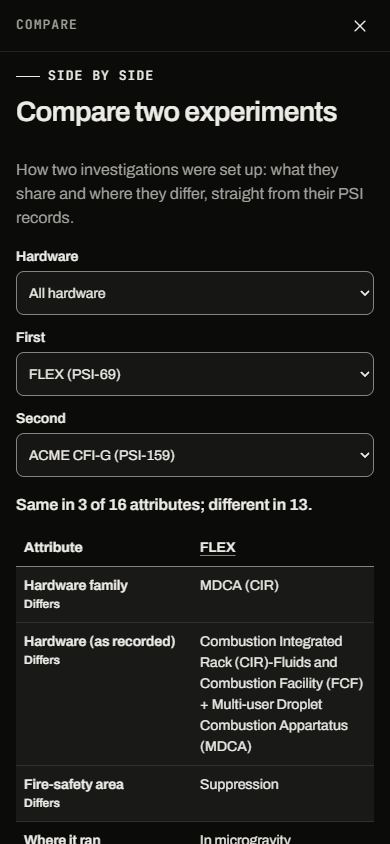 COMPARE
SIDE BY SIDE
Compare two experiments
How two investigations were set up: what they
share and where they differ, straight from their PSI
records.
Hardware
All hardware
First
FLEX (PSI-69)
Second
ACME CFI-G (PSI-159)
Same in 3 of 16 attributes; different in 13.
Attribute FLEX
Hardware family MDCA (CIR)
Differs
Hardware (as recorded) Combustion Integrated
Differs Rack (CIR)-Fluids and
Combustion Facility (FCF)
+ Multi-user Droplet
Combustion Appartatus
(MDCA)
Fire-safety area Suppression
Differs
Where it ran In microgravity